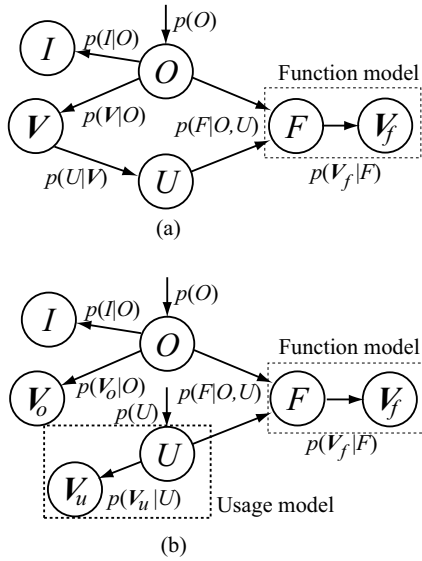 p(O)
I
p(I|O)
O
Function model
V
p(V|O)
p(F|O,U)
F
V_f
p(U|V)
U
p(V_f|F)
(a)
p(O)
I
p(I|O)
O
Function model
V_o
p(V_o|O)
p(F|O,U)
F
V_f
p(U)
U
p(V_f|F)
V_u
p(V_u|U)
Usage model
(b)